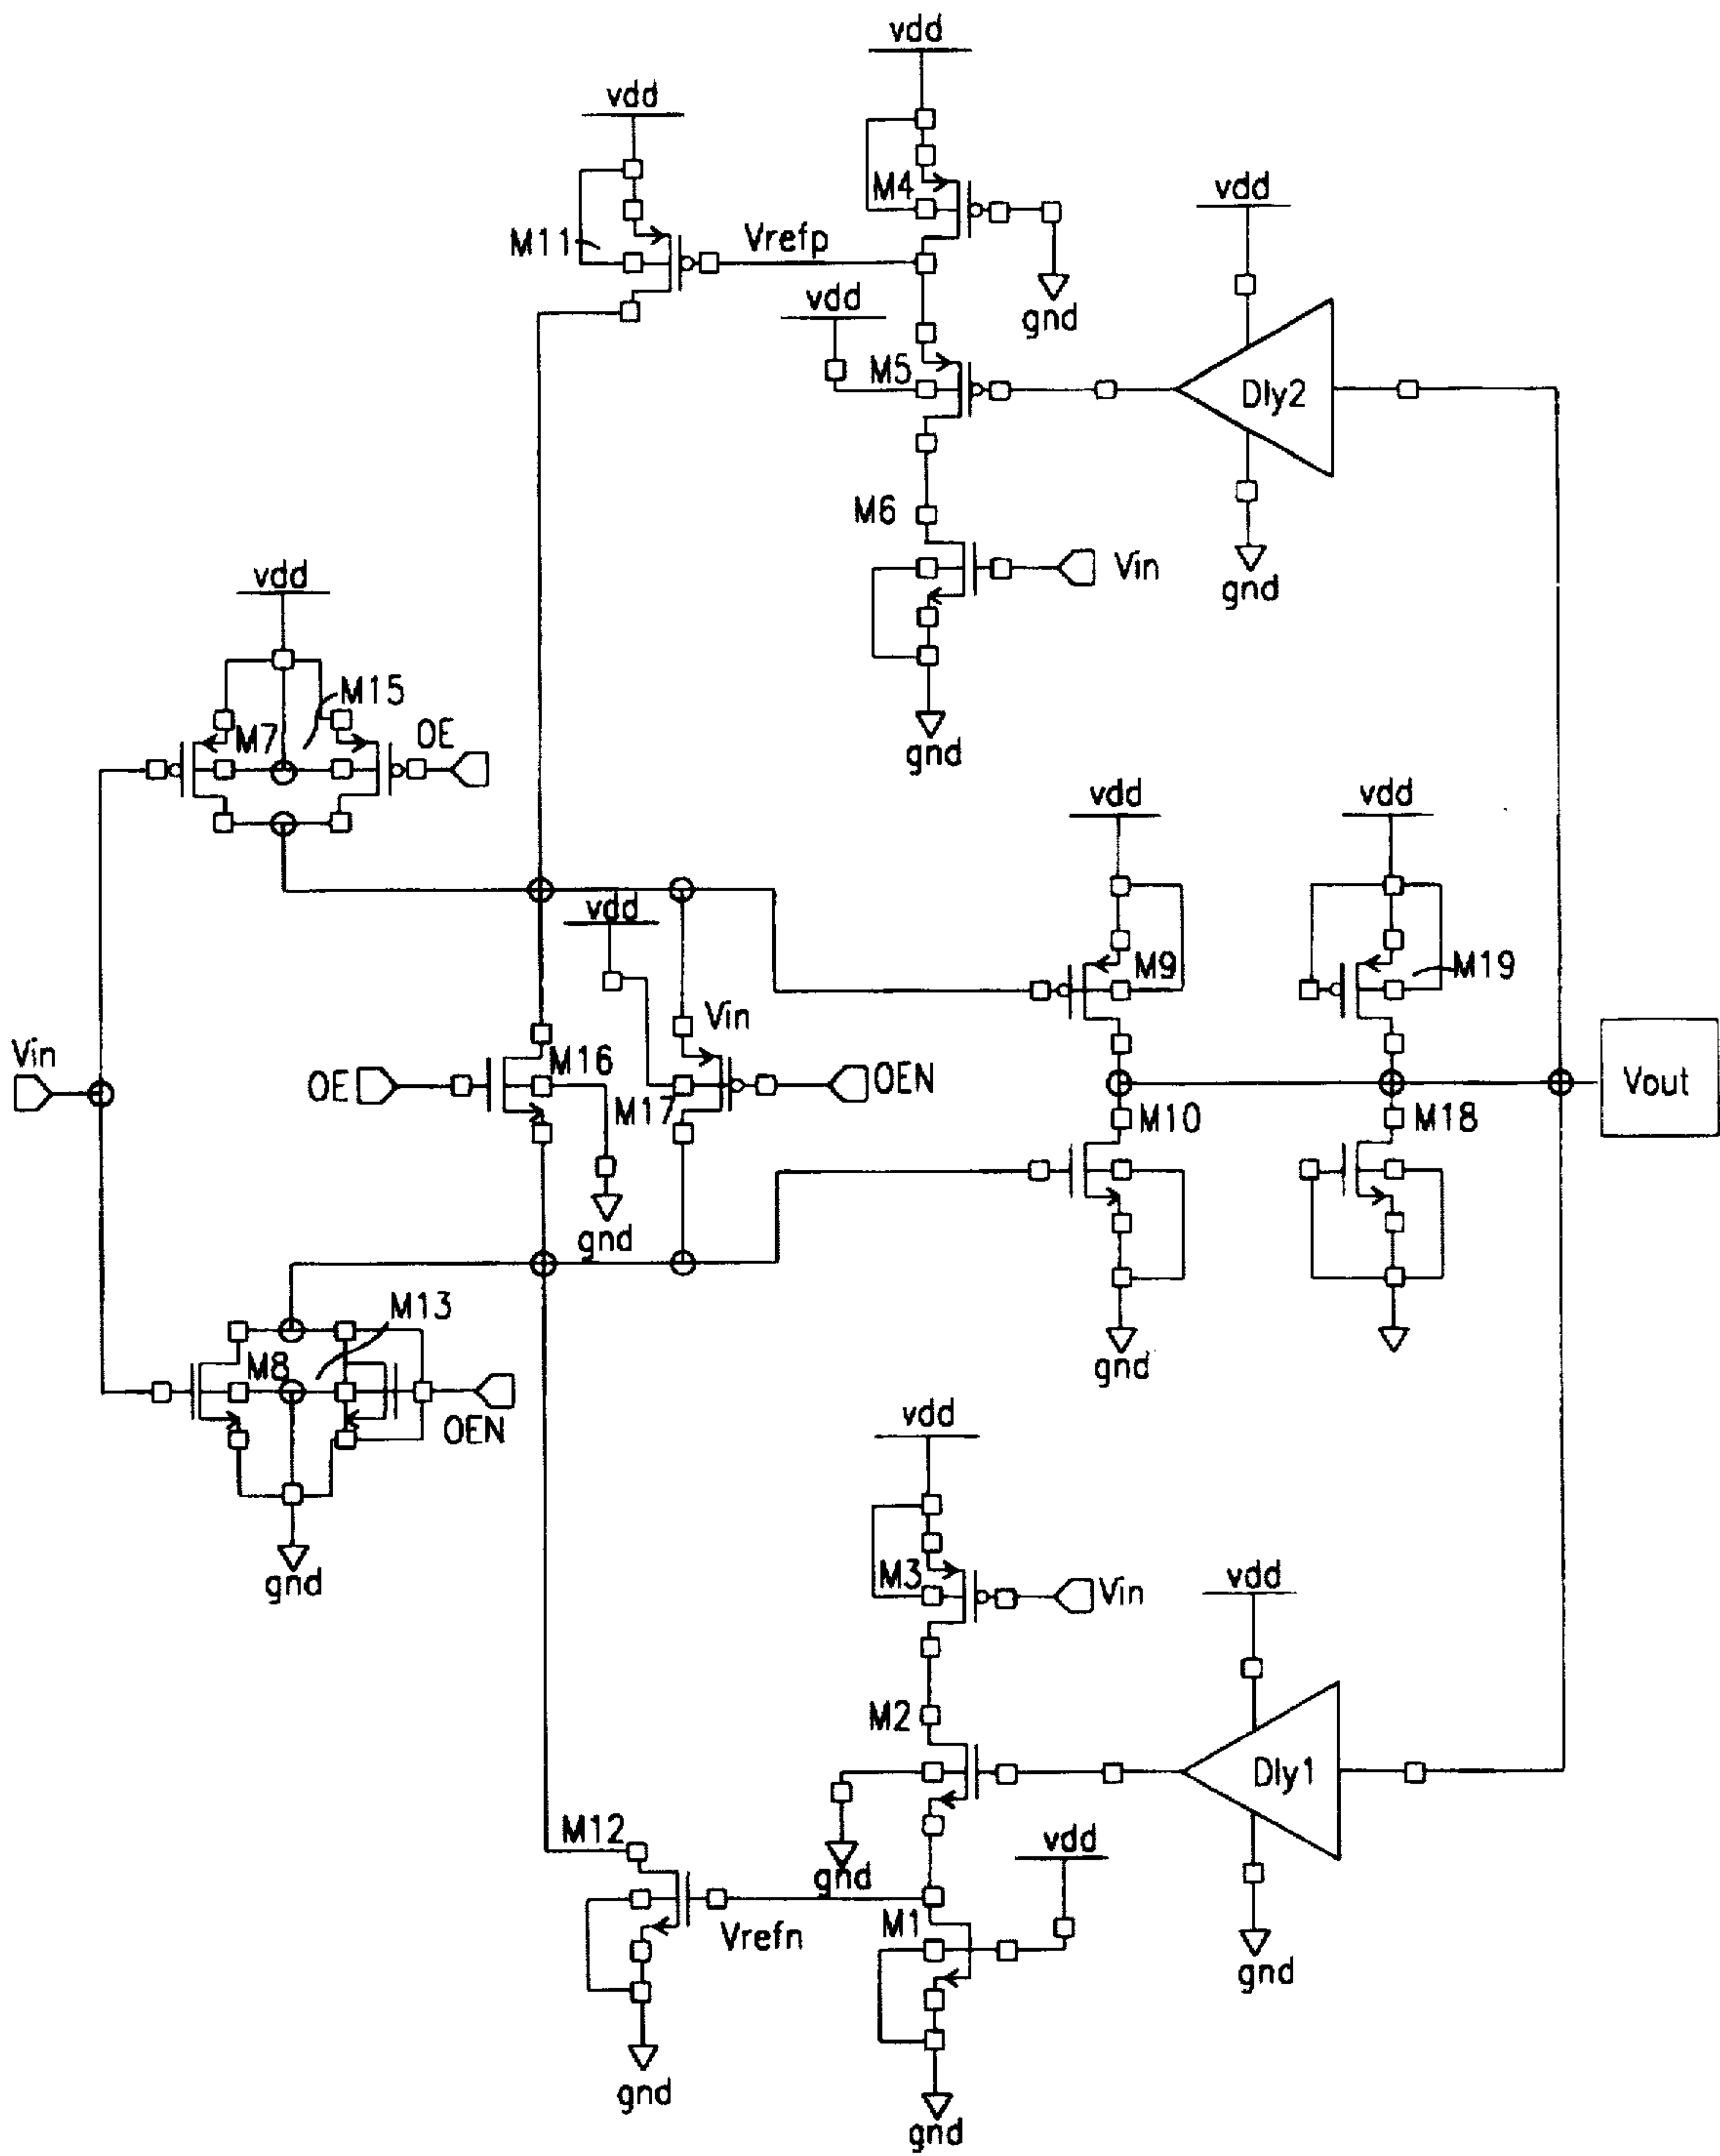 vdd
vdd
M4
vdd
M11
Vrefp
vdd
gnd
M5
Dly2
M6
Vin
vdd
gnd
M15
M7
OE
gnd
vdd
vdd
vdd
M9
M19
Vin
Vin
M16
OE
OEN
Vout
M17
M10
M18
gnd
M13
M8
gnd
OEN
vdd
M3
Vin
vdd
gnd
M2
Dly1
M12
vdd
gnd
M1
Vrefn
gnd
gnd
gnd